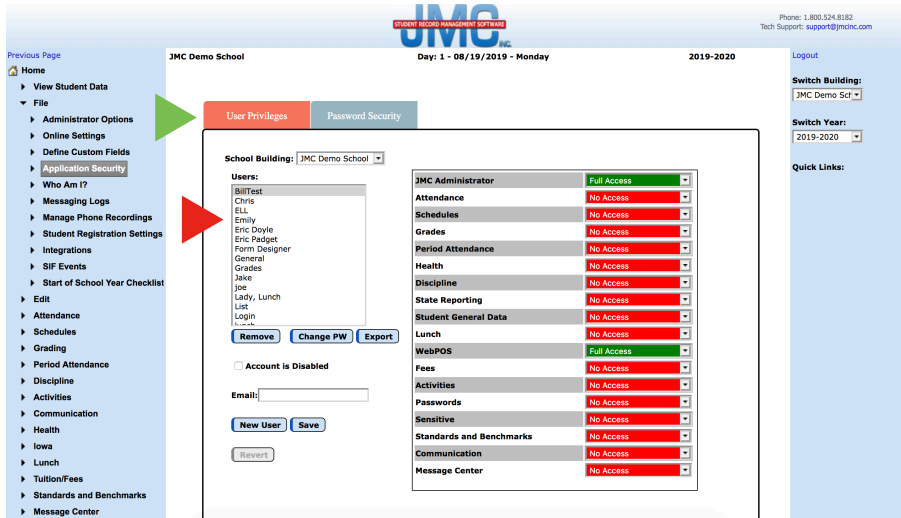 STUDENT RECORD MANAGEMENT SOFTWARE
JMC
INC.
Phone: 1.800.524.8182
Tech Support: support@jmcinc.com
Previous Page
JMC Demo School
Day: 1 - 08/19/2019 - Monday
2019-2020
Logout
Home
View Student Data
File
Administrator Options
Online Settings
Define Custom Fields
Application Security
Who Am I?
Messaging Logs
Manage Phone Recordings
Student Registration Settings
Integrations
SIF Events
Start of School Year Checklist
Edit
Attendance
Schedules
Grading
Period Attendance
Discipline
Activities
Communication
Health
Iowa
Lunch
Tuition/Fees
Standards and Benchmarks
Message Center
User Privileges
Password Security
School Building: JMC Demo School
Users:
BillTest
Chris
ELL
Emily
Eric Doyle
Eric Padget
Form Designer
General
Grades
Jake
joe
Lady, Lunch
List
Login
Remove
Change PW
Export
Account is Disabled
Email:
New User
Save
Revert
JMC Administrator Full Access
Attendance No Access
Schedules No Access
Grades No Access
Period Attendance No Access
Health No Access
Discipline No Access
State Reporting No Access
Student General Data No Access
Lunch No Access
WebPOS Full Access
Fees No Access
Activities No Access
Passwords No Access
Sensitive No Access
Standards and Benchmarks No Access
Communication No Access
Message Center No Access
Switch Building:
JMC Demo Sch
Switch Year:
2019-2020
Quick Links: